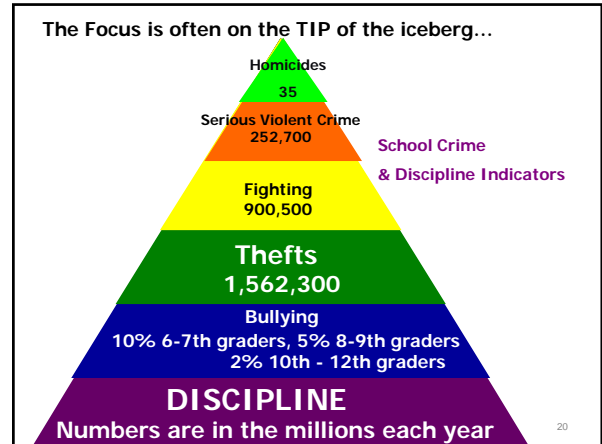 The Focus is often on the TIP of the iceberg...
Homicides
35
Serious Violent Crime
252,700
School Crime
& Discipline Indicators
Fighting
900,500
Thefts
1,562,300
Bullying
10% 6-7th graders, 5% 8-9th graders
2% 10th - 12th graders
DISCIPLINE
Numbers are in the millions each year
20